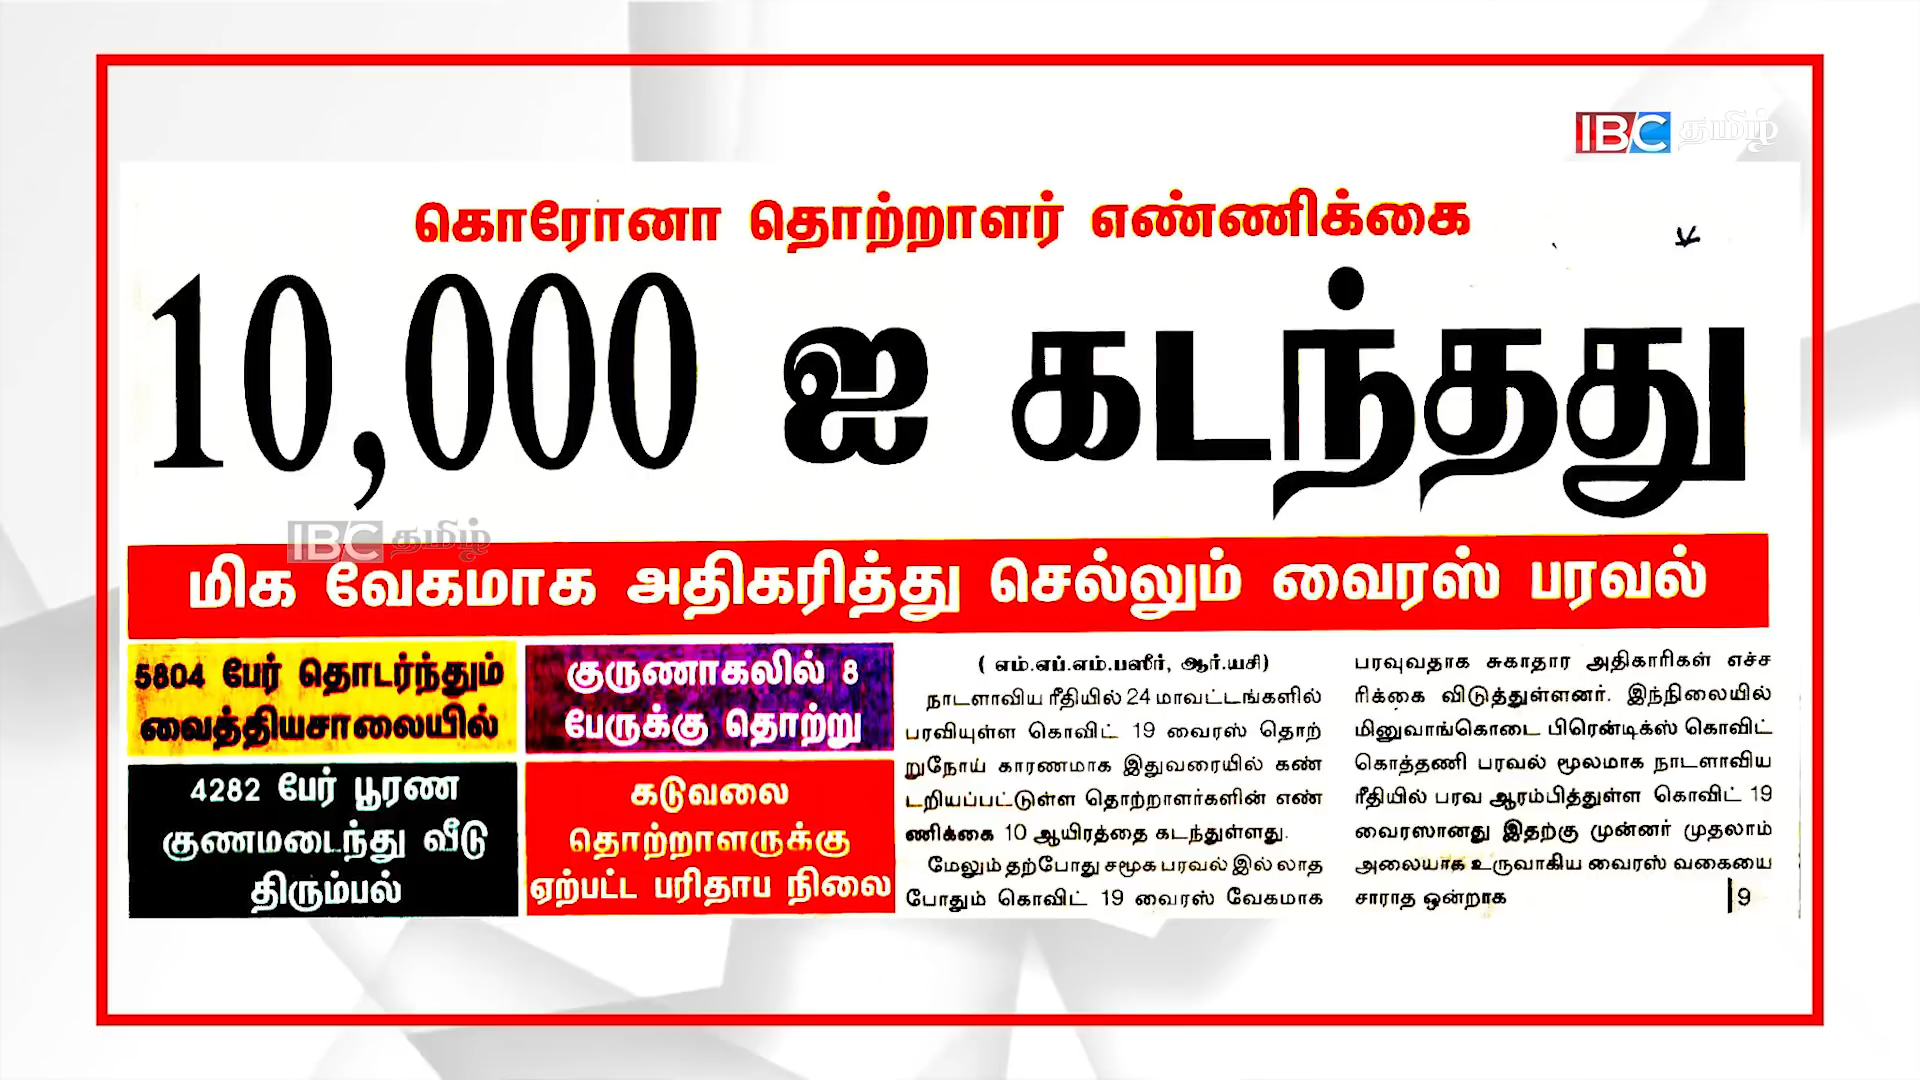 IBC தமிழ்
கொரோனா தொற்றாளர் எண்ணிக்கை
10,000 ஐ கடந்தது
IBC தமிழ்
மிக வேகமாக அதிகரித்து செல்லும் வைரஸ் பரவல்
5804 பேர் தொடர்ந்தும்
வைத்தியசாலையில்
குருணாகலில் 8
பேருக்கு தொற்று
4282 பேர் பூரண
குணமடைந்து வீடு
திரும்பல்
கடுவலை
தொற்றாளருக்கு
ஏற்பட்ட பரிதாப நிலை
( எம்.எப்.எம்.பஸீர், ஆர்.யசி)
நாடளாவிய ரீதியில் 24 மாவட்டங்களில்
பரவியுள்ள கொவிட் 19 வைரஸ் தொற்
றுநோய் காரணமாக இதுவரையில் கண்
டறியப்பட்டுள்ள தொற்றாளர்களின் எண்
ணிக்கை 10 ஆயிரத்தை கடந்துள்ளது.
மேலும் தற்போது சமூக பரவல் இல் லாத
போதும் கொவிட் 19 வைரஸ் வேகமாக
பரவுவதாக சுகாதார அதிகாரிகள் எச்ச
ரிக்கை விடுத்துள்ளனர். இந்நிலையில்
மினுவாங்கொடை பிரென்டிக்ஸ் கொவிட்
கொத்தணி பரவல் மூலமாக நாடளாவிய
ரீதியில் பரவ ஆரம்பித்துள்ள கொவிட் 19
வைரஸானது இதற்கு முன்னர் முதலாம்
அலையாக உருவாகிய வைரஸ் வகையை
சாராத ஒன்றாக |9